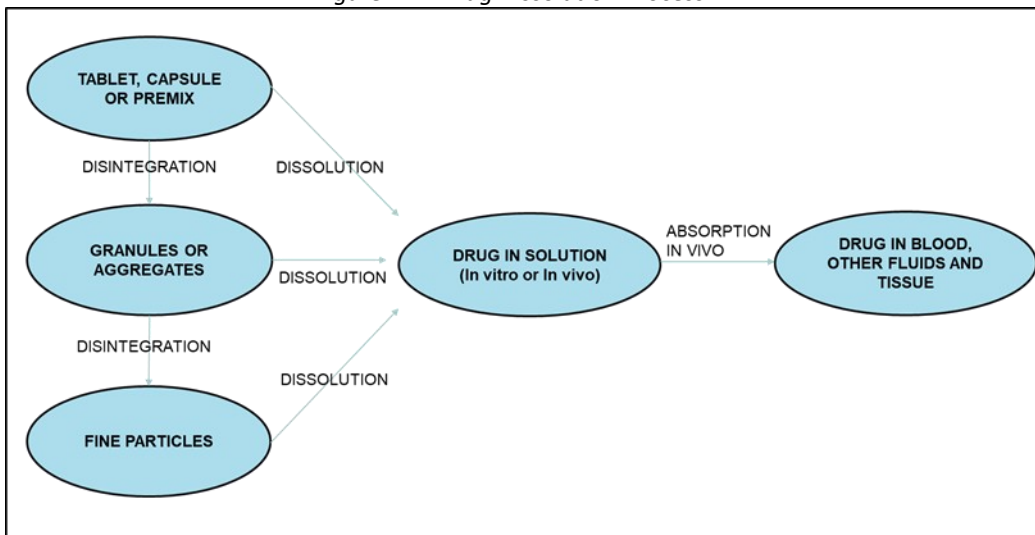 TABLET, CAPSULE
OR PREMIX
DISINTEGRATION
DISSOLUTION
GRANULES OR
AGGREGATES
DISSOLUTION
DRUG IN SOLUTION
(In vitro or In vivo)
ABSORPTION
IN VIVO
DRUG IN BLOOD,
OTHER FLUIDS AND
TISSUE
DISINTEGRATION
DISSOLUTION
FINE PARTICLES